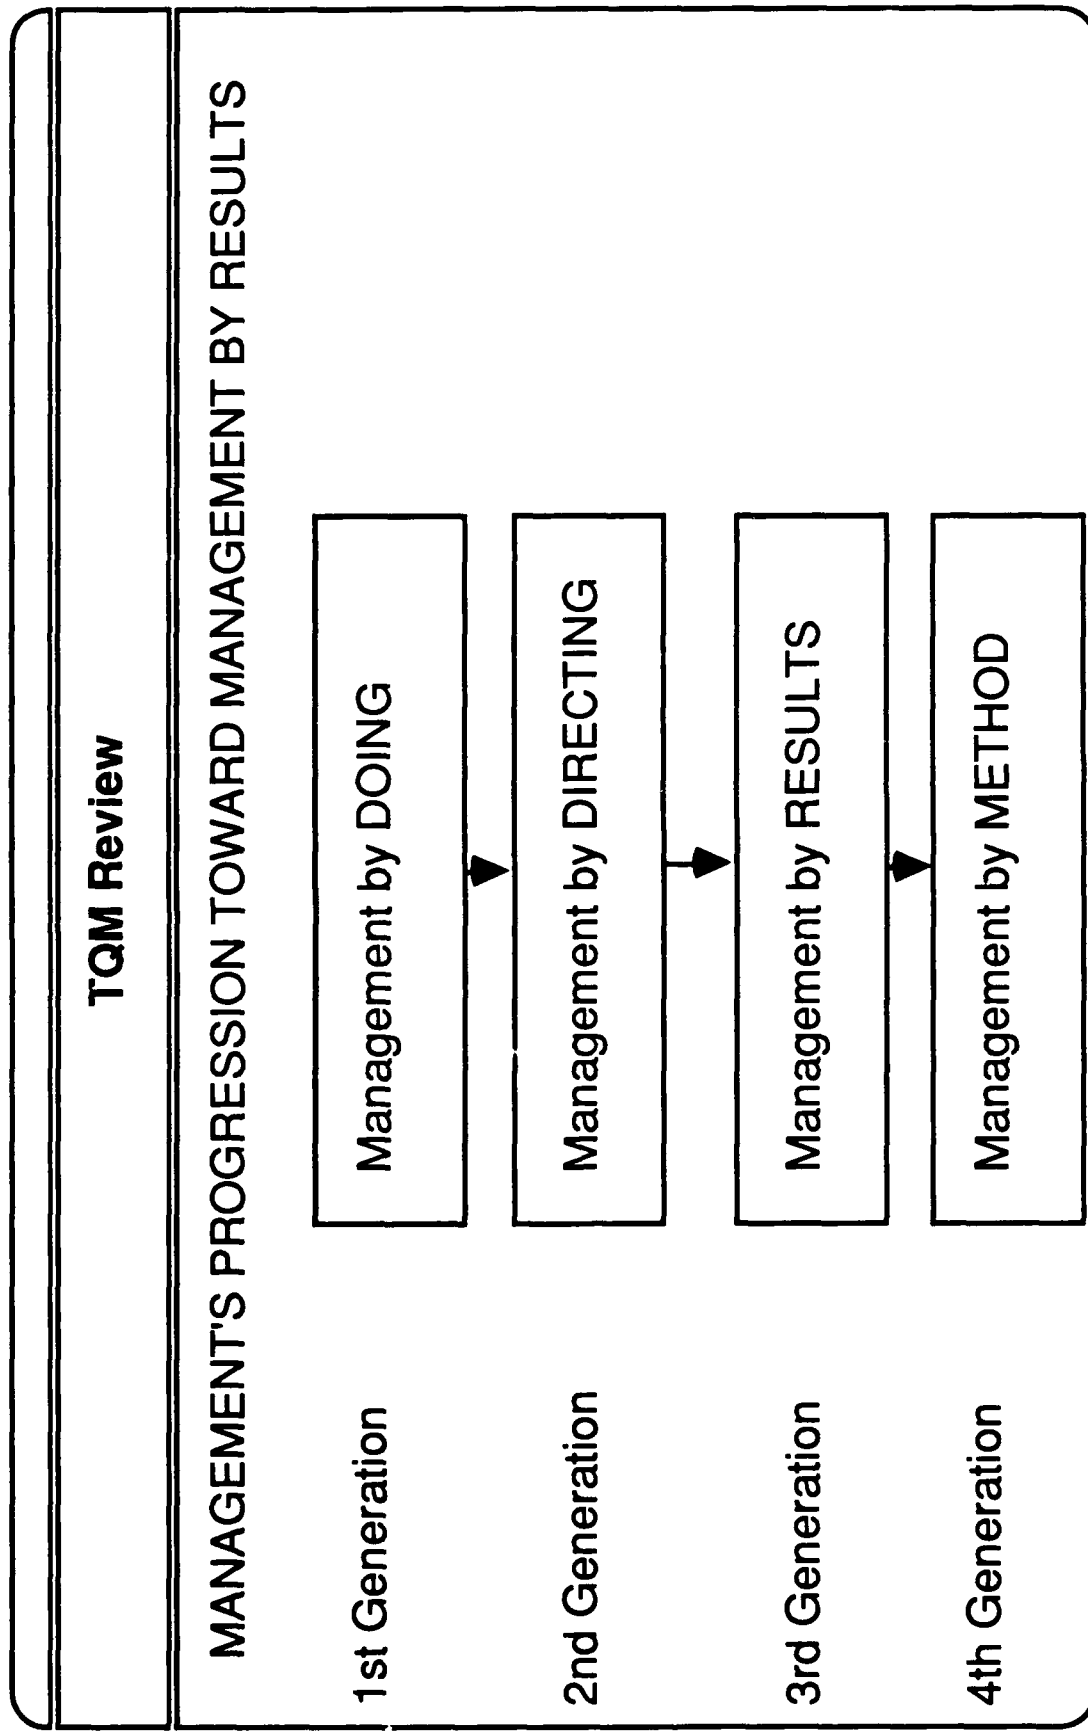 TQM Review
MANAGEMENT'S PROGRESSION TOWARD MANAGEMENT BY RESULTS
1st Generation
Management by DOING
2nd Generation
Management by DIRECTING
3rd Generation
Management by RESULTS
4th Generation
Management by METHOD